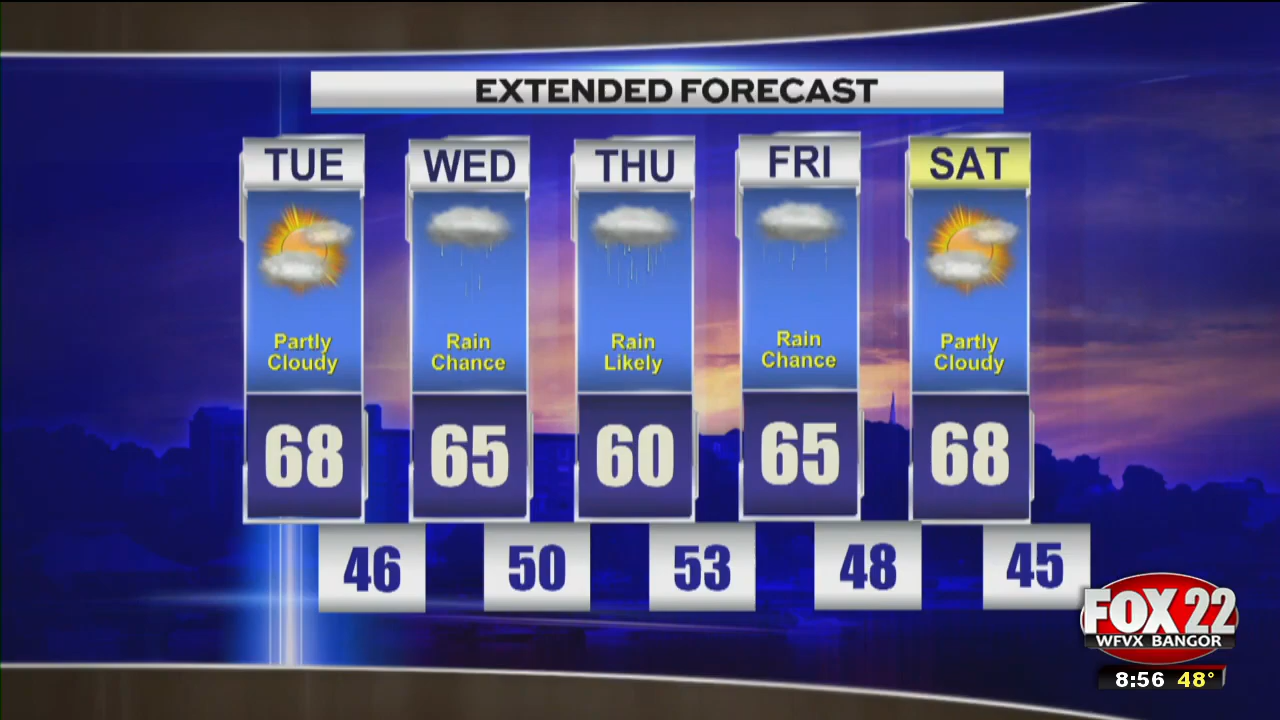 EXTENDED FORECAST
TUE WED THU FRI SAT
Partly Cloudy Rain Chance Rain Likely Rain Chance Partly Cloudy
68 65 60 65 68
46 50 53 48 45
FOX 22
WFVX BANGOR
8:56 48°